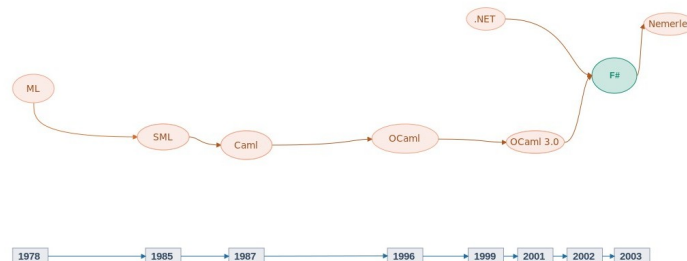 .NET
Nemerle
F#
ML
SML
Caml
OCaml
OCaml 3.0
1978
1985
1987
1996
1999
2001
2002
2003